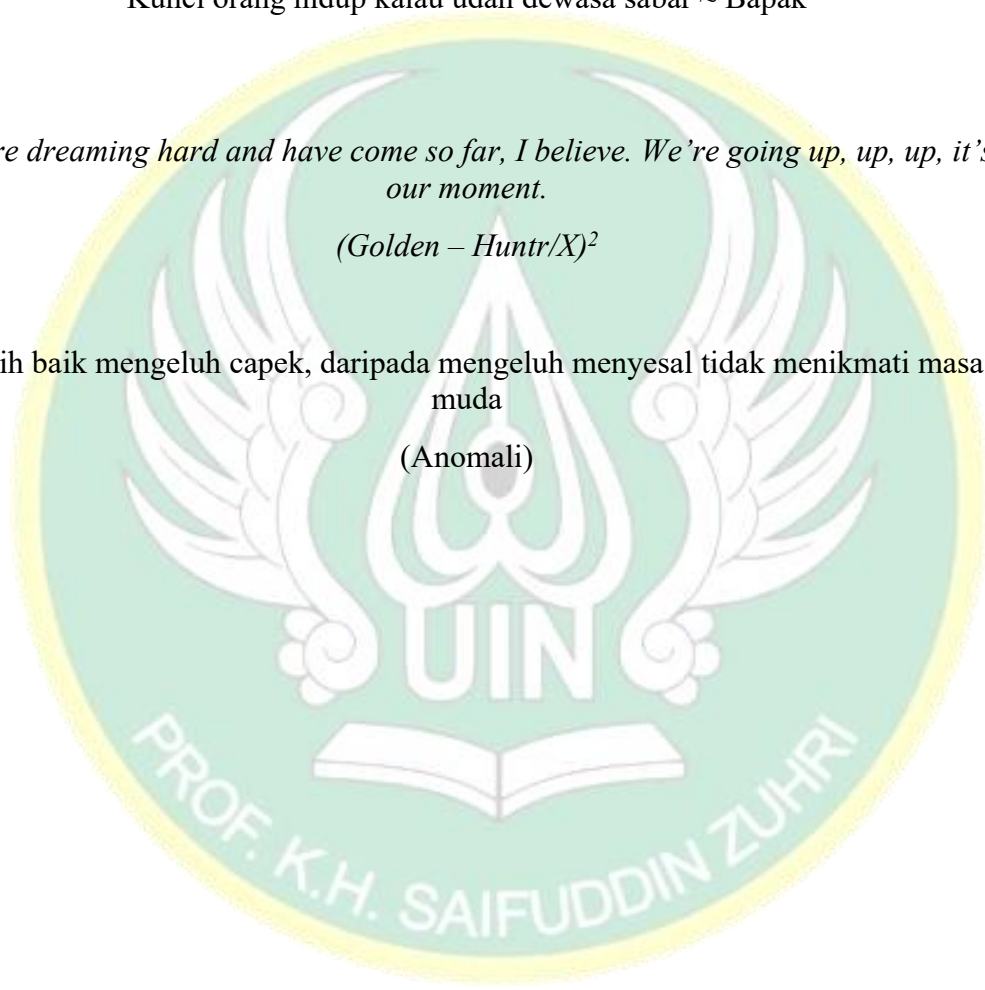 Kunci orang hidup kalau udah dewasa sabar ~ Bapak
re dreaming hard and have come so far, I believe. We’re going up, up, up, it’s
our moment.
(Golden – Huntr/X)²
ih baik mengeluh capek, daripada mengeluh menyesal tidak menikmati masa
muda
(Anomali)
UIN
PROF. K.H. SAIFUDDIN ZUHRI